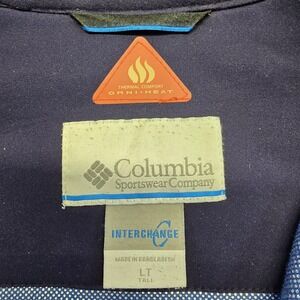 THERMAL COMFORT
OMNI-HEAT
Columbia
Sportswear Company
INTERCHANGE
MADE IN BANGLADESH
LT
TALL